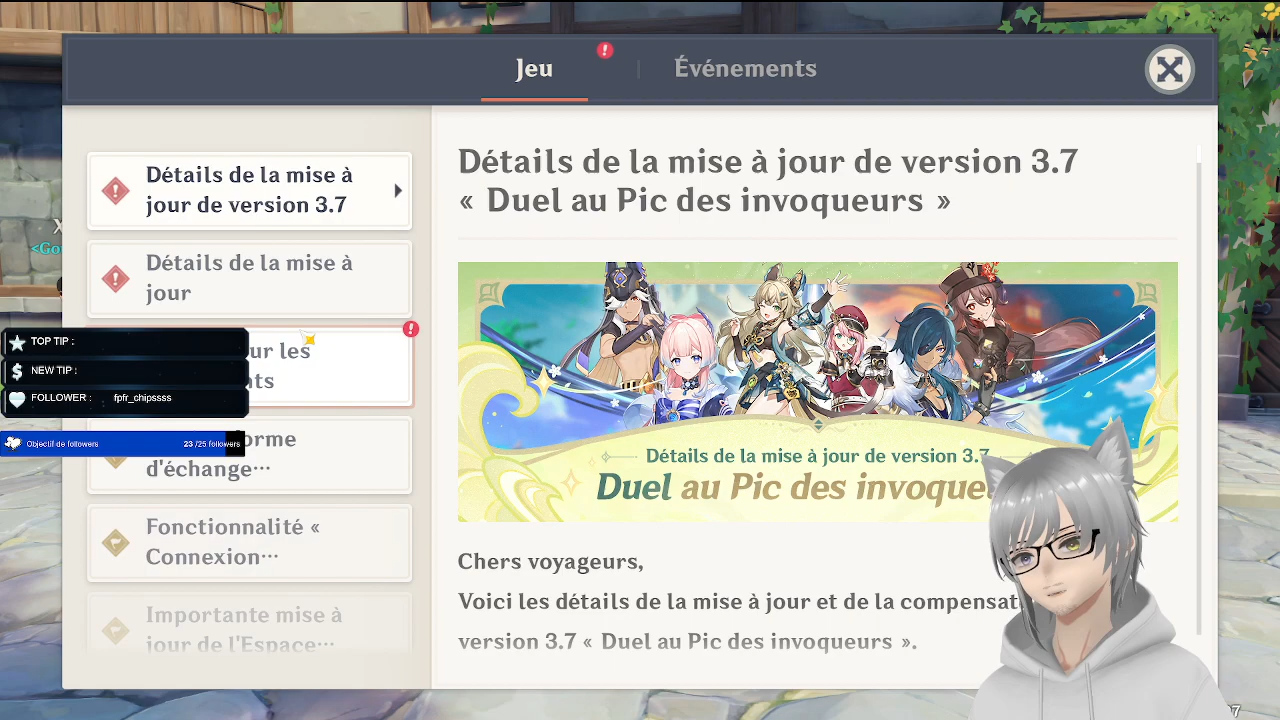 Jeu
Événements
Détails de la mise à
jour de version 3.7
Détails de la mise à
jour
ur les
nts
orme
d'échange···
Fonctionnalité «
Connexion···
Importante mise à
jour de l'Espace···
TOP TIP :
NEW TIP :
FOLLOWER : fpfr_chipssss
Objectif de followers 23 /25 followers
Détails de la mise à jour de version 3.7
« Duel au Pic des invoqueurs »
Détails de la mise à jour de version 3.7
Duel au Pic des invoque
Chers voyageurs,
Voici les détails de la mise à jour et de la compensat
version 3.7 « Duel au Pic des invoqueurs ».